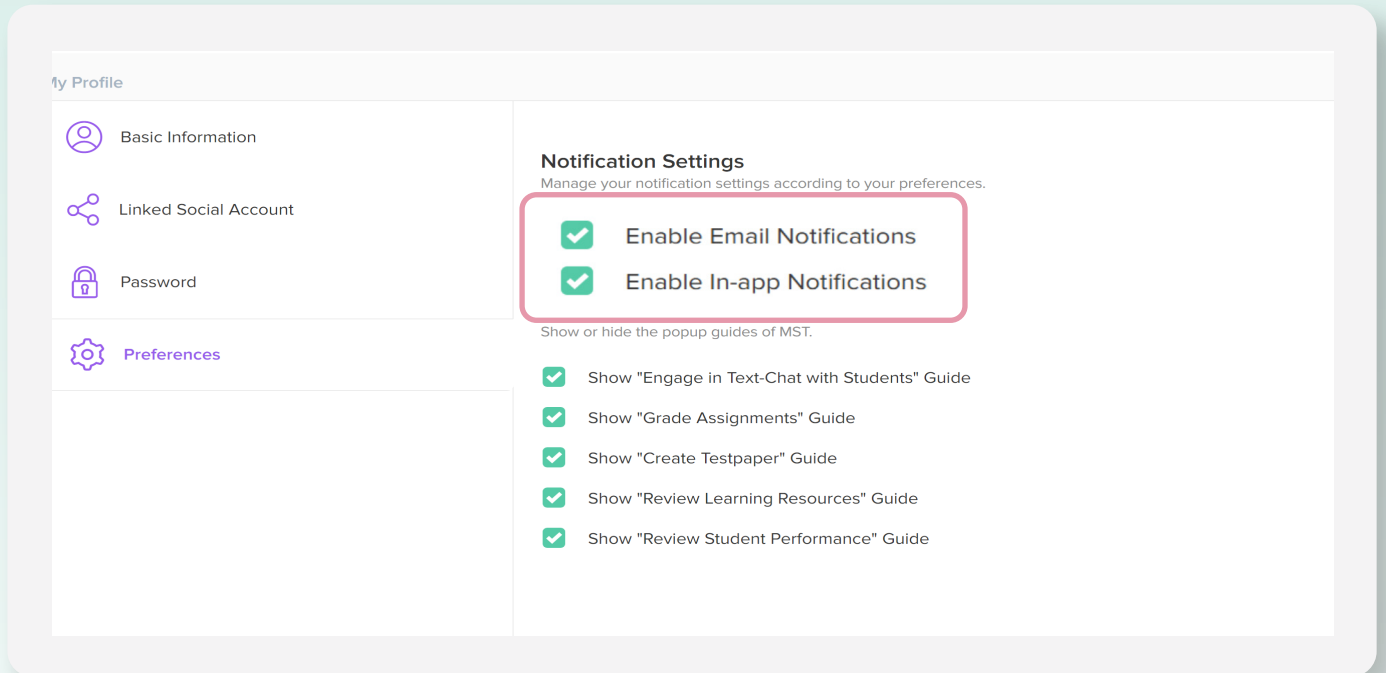 My Profile
Basic Information
Linked Social Account
Password
Preferences
Notification Settings
Manage your notification settings according to your preferences.
Enable Email Notifications
Enable In-app Notifications
Show or hide the popup guides of MST.
Show "Engage in Text-Chat with Students" Guide
Show "Grade Assignments" Guide
Show "Create Testpaper" Guide
Show "Review Learning Resources" Guide
Show "Review Student Performance" Guide